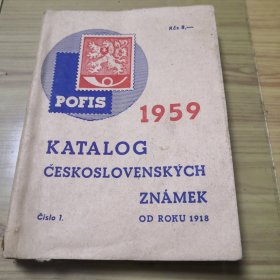 Kčs 8,—
POFIS
1959
KATALOG
ČESKOSLOVENSKÝCH
ZNÁMEK
Číslo 1.
OD ROKU 1918